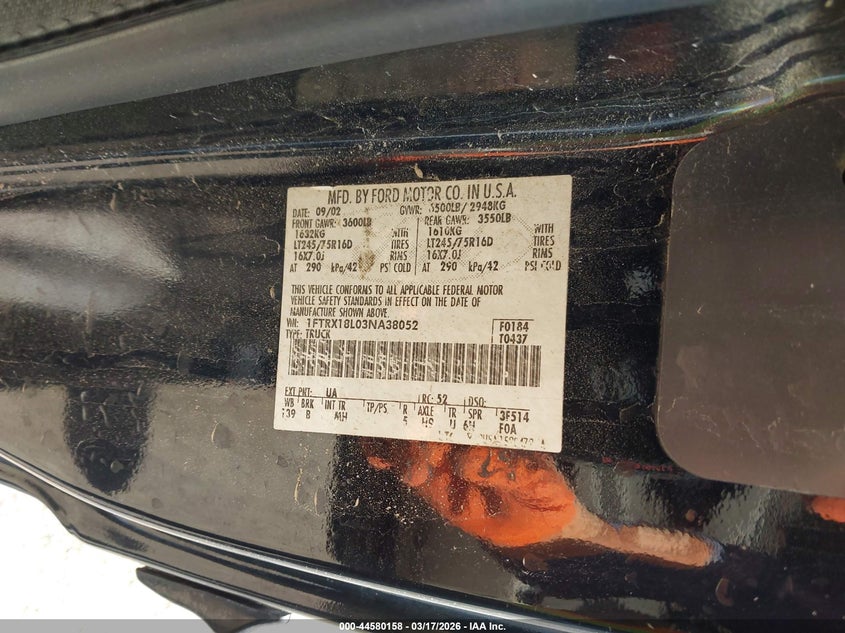 MFD. BY FORD MOTOR CO. IN U.S.A.
DATE: 09/02 GVWR: 6500LB/ 2948KG
FRONT GAWR: 3600LB REAR GAWR: 3550LB
1632KG WITH 1610KG WITH
LT245/75R16D TIRES LT245/75R16D TIRES
16X7.0J RIMS 16X7.0J RIMS
AT 290 kPa/42 PSI COLD AT 290 kPa/42 PSI COLD
THIS VEHICLE CONFORMS TO ALL APPLICABLE FEDERAL MOTOR
VEHICLE SAFETY STANDARDS IN EFFECT ON THE DATE OF
MANUFACTURE SHOWN ABOVE.
VIN: 1FTRX18L03NA38052 F0184
TYPE: TRUCK T0437
EXT PNT: UA RC: 52 DSO:
WB BRK INT TR TP/PS R AXLE TR SPR 3F514
139 B MH 5 H9 U 6H F0A
000-44580158 - 03/17/2026 - IAA Inc.